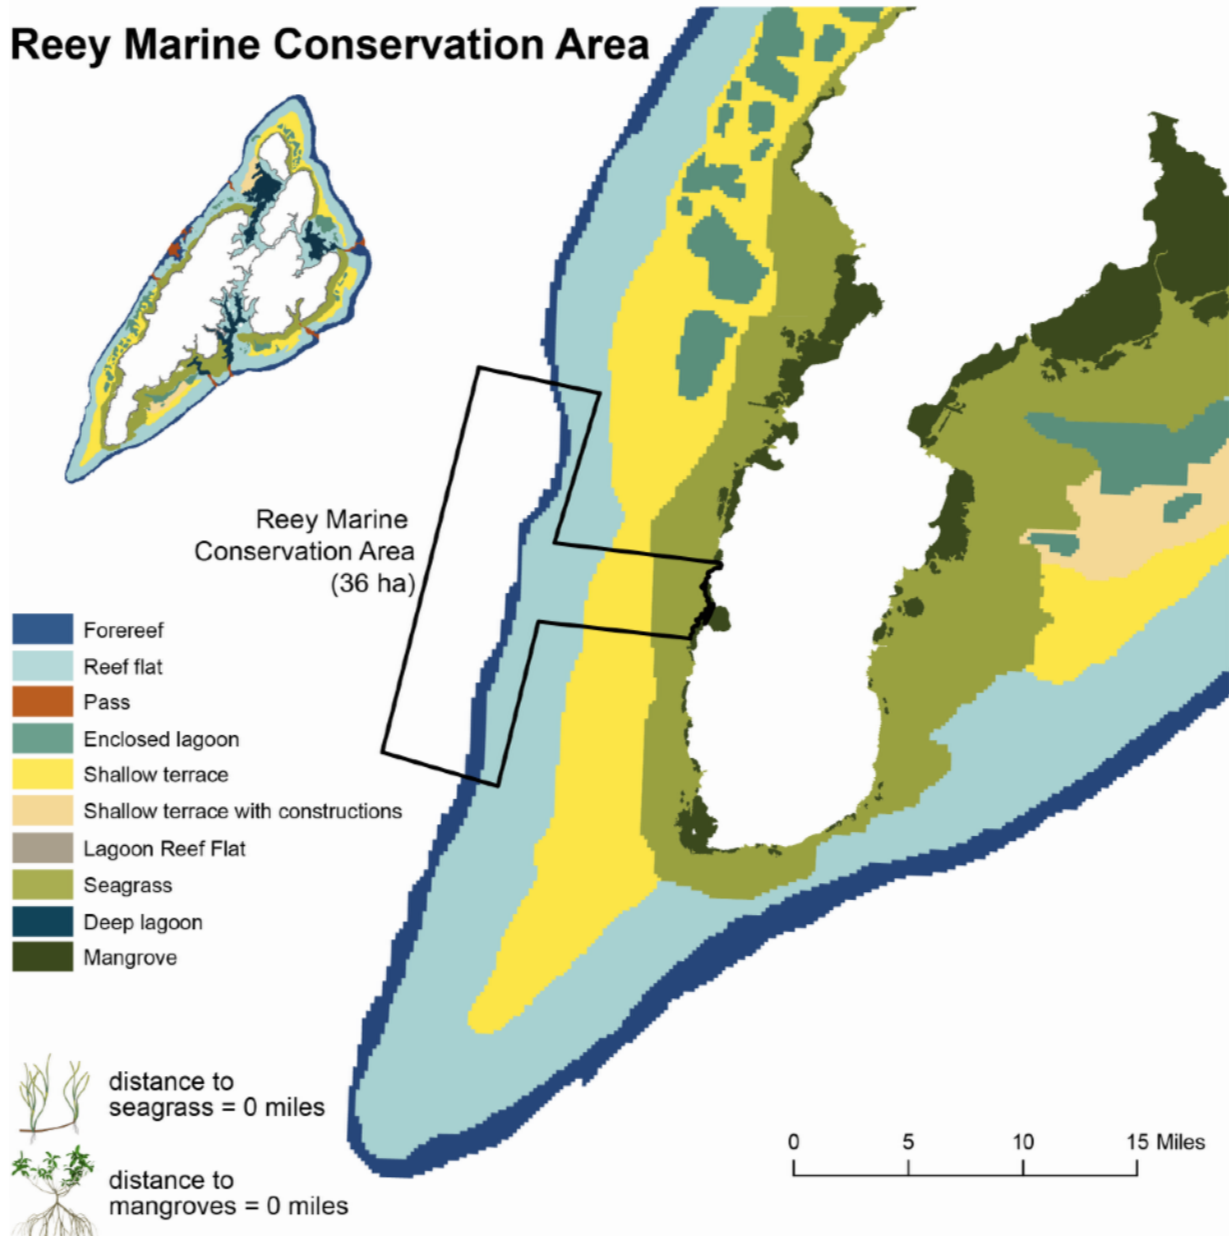 Reey Marine Conservation Area
Reey Marine
Conservation Area
(36 ha)
Forereef
Reef flat
Pass
Enclosed lagoon
Shallow terrace
Shallow terrace with constructions
Lagoon Reef Flat
Seagrass
Deep lagoon
Mangrove
distance to
seagrass = 0 miles
distance to
mangroves = 0 miles
0 5 10 15 Miles